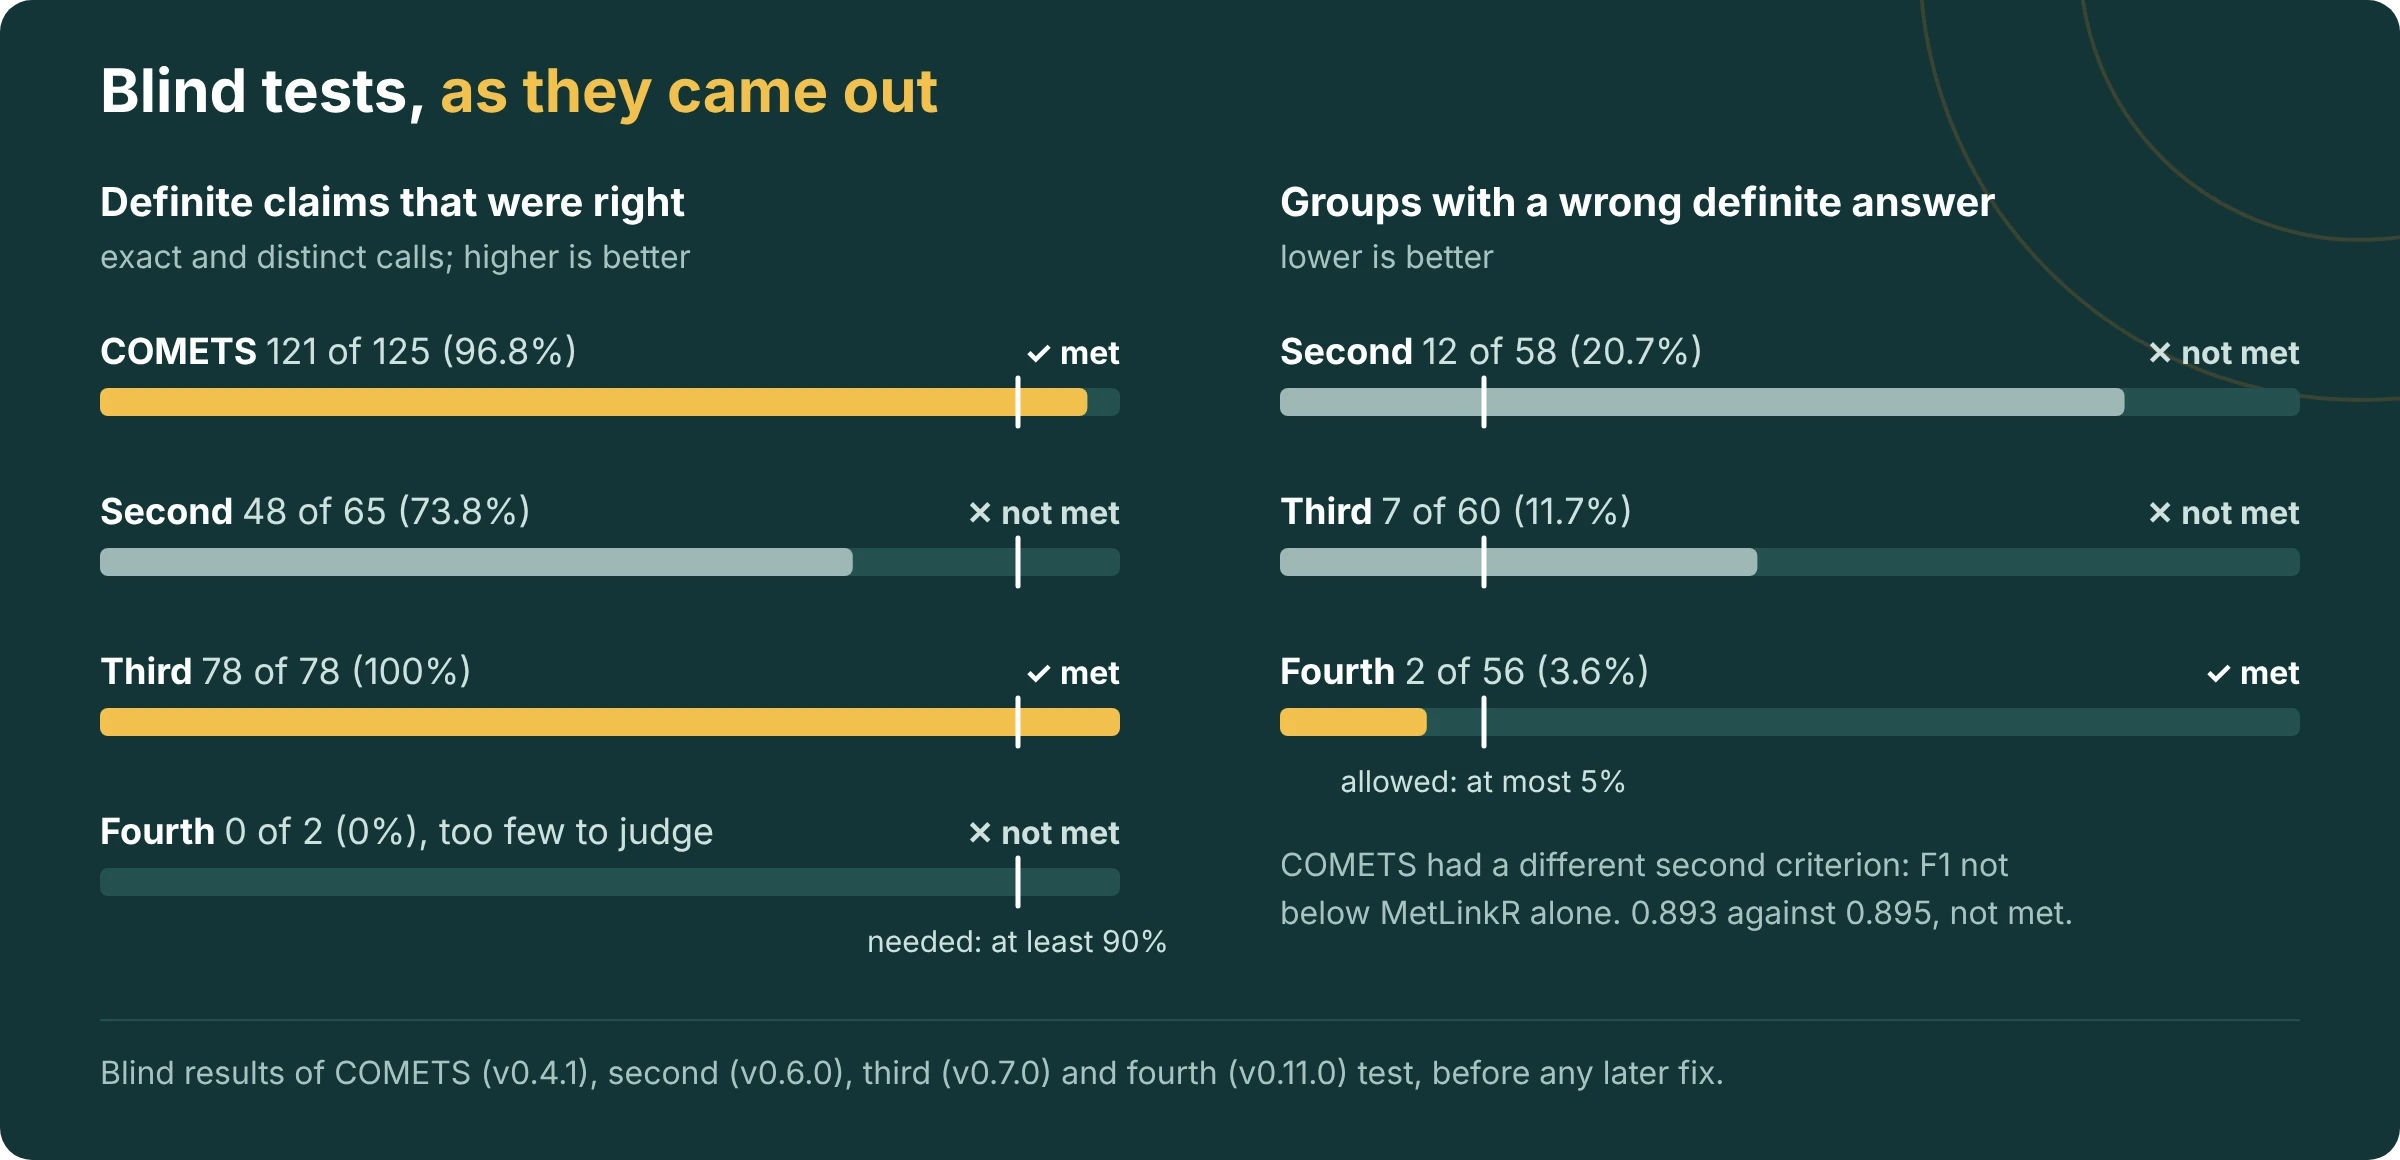 Blind tests, as they came out
Definite claims that were right
exact and distinct calls; higher is better
COMETS 121 of 125 (96.8%)
✓ met
Second 48 of 65 (73.8%)
✕ not met
Third 78 of 78 (100%)
✓ met
Fourth 0 of 2 (0%), too few to judge
✕ not met
needed: at least 90%
Groups with a wrong definite answer
lower is better
Second 12 of 58 (20.7%)
✕ not met
Third 7 of 60 (11.7%)
✕ not met
Fourth 2 of 56 (3.6%)
✓ met
allowed: at most 5%
COMETS had a different second criterion: F1 not
below MetLinkR alone. 0.893 against 0.895, not met.
Blind results of COMETS (v0.4.1), second (v0.6.0), third (v0.7.0) and fourth (v0.11.0) test, before any later fix.